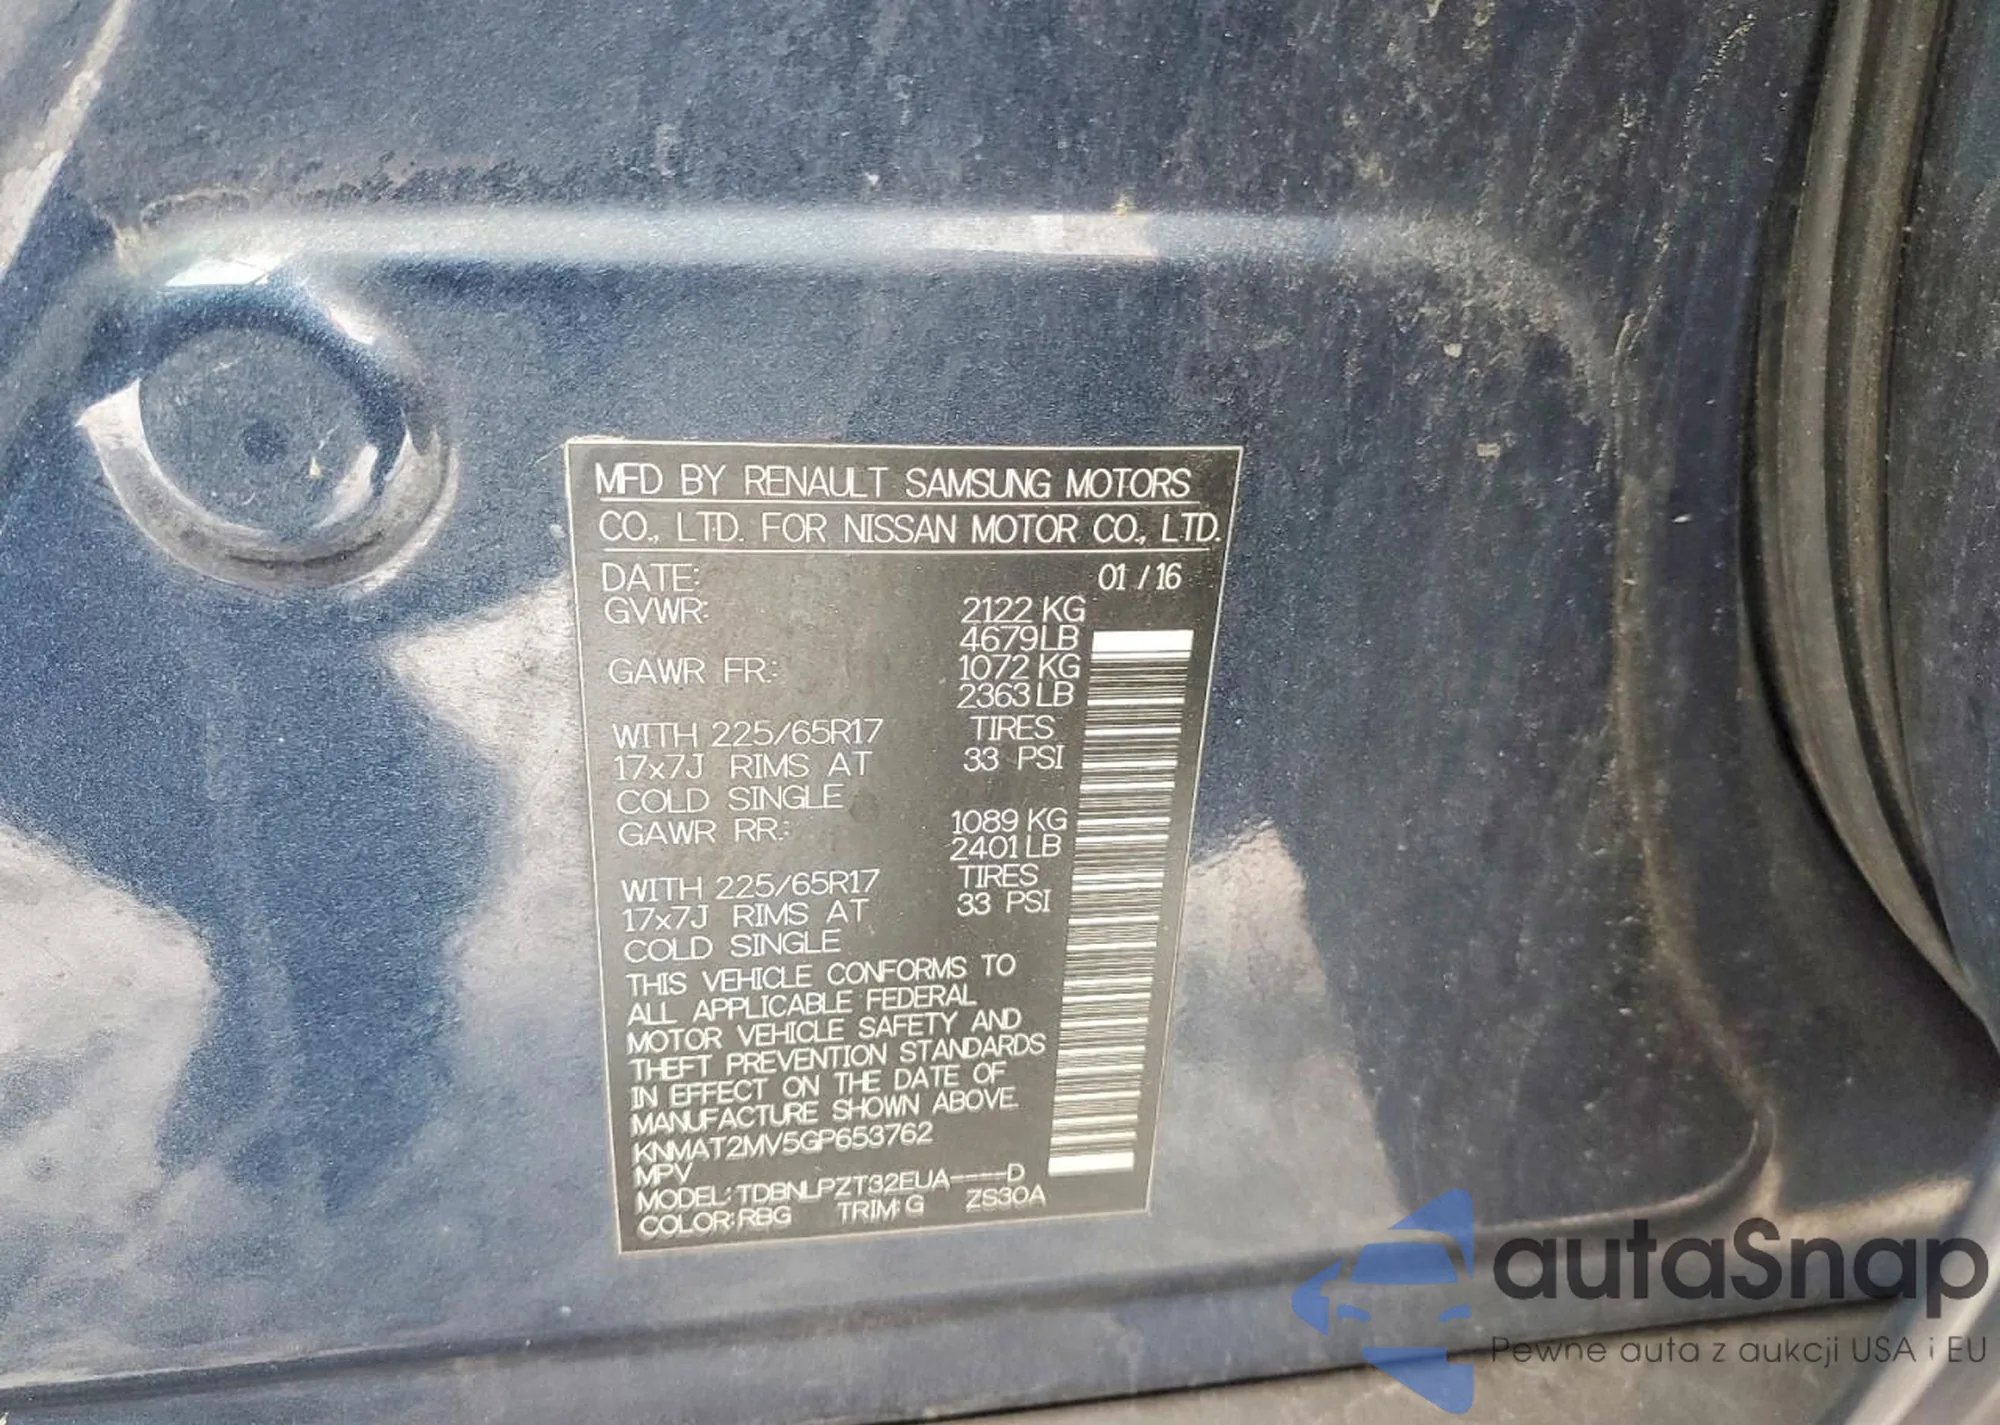 MFD BY RENAULT SAMSUNG MOTORS
CO., LTD. FOR NISSAN MOTOR CO., LTD.
DATE: 01 / 16
GVWR: 2122 KG
4679 LB
GAWR FR: 1072 KG
2363 LB
WITH 225/65R17 TIRES
17x7J RIMS AT 33 PSI
COLD SINGLE
GAWR RR: 1089 KG
2401 LB
WITH 225/65R17 TIRES
17x7J RIMS AT 33 PSI
COLD SINGLE
THIS VEHICLE CONFORMS TO
ALL APPLICABLE FEDERAL
MOTOR VEHICLE SAFETY AND
THEFT PREVENTION STANDARDS
IN EFFECT ON THE DATE OF
MANUFACTURE SHOWN ABOVE.
KNMAT2MV5GP653762
MPV
MODEL: TDBNLPZT32EUA----D
COLOR: RBG TRIM: G ZS30A
autaSnap
Pewne auta z aukcji USA i EU